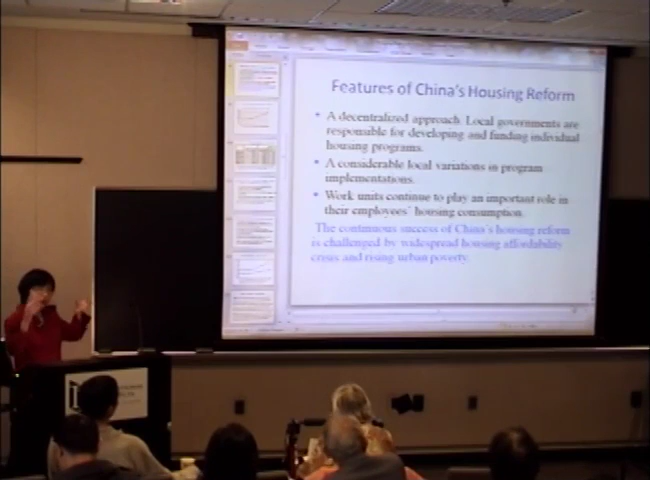 Features of China's Housing Reform
• A decentralized approach. Local governments are
responsible for developing and funding individual
housing programs.
• A considerable local variations in program
implementations.
• Work units continue to play an important role in
their employees' housing consumption.
The continuous success of China's housing reform
is challenged by widespread housing affordability
crisis and rising urban poverty.